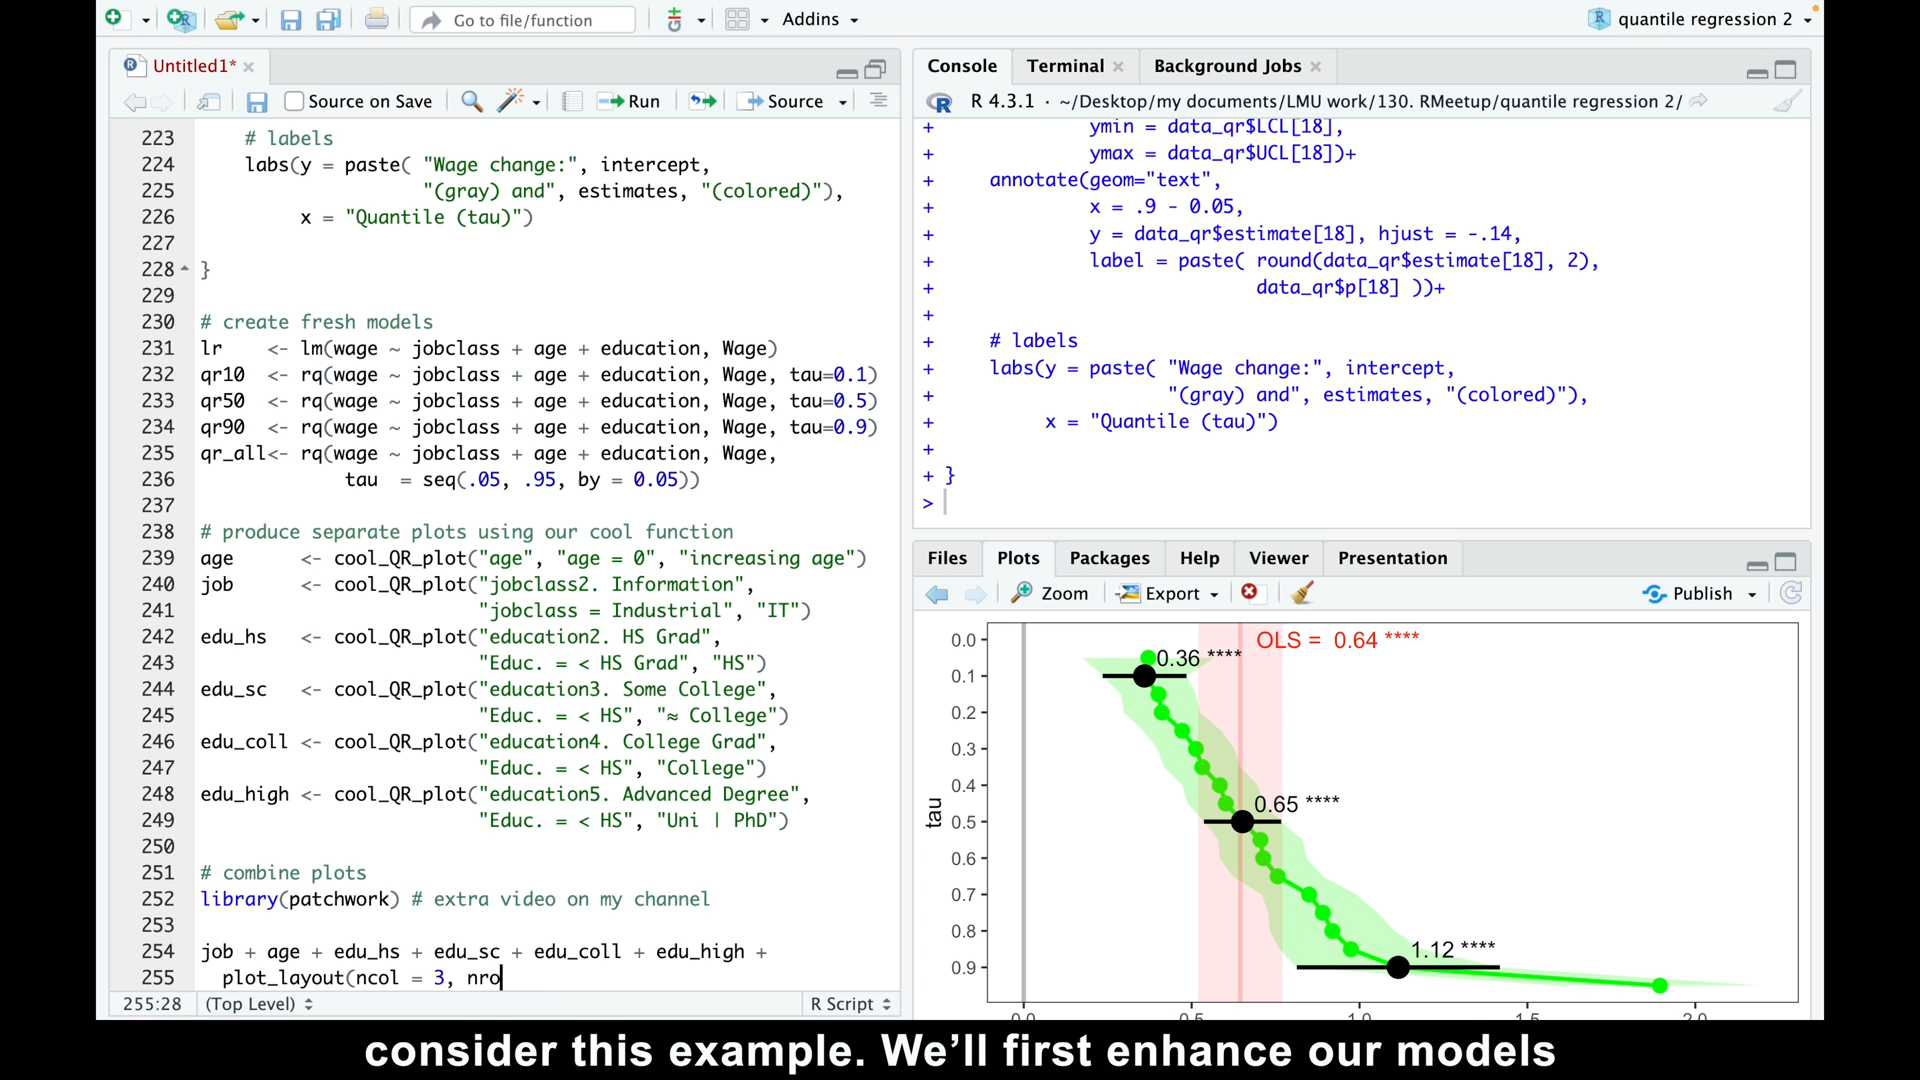 Go to file/function
Addins
quantile regression 2
Untitled1*
Source on Save
Run
Source
223 # labels
224 labs(y = paste( "Wage change:", intercept,
225 "(gray) and", estimates, "(colored)"),
226 x = "Quantile (tau)")
227
228 }
229
230 # create fresh models
231 lr <- lm(wage ~ jobclass + age + education, Wage)
232 qr10 <- rq(wage ~ jobclass + age + education, Wage, tau=0.1)
233 qr50 <- rq(wage ~ jobclass + age + education, Wage, tau=0.5)
234 qr90 <- rq(wage ~ jobclass + age + education, Wage, tau=0.9)
235 qr_all<- rq(wage ~ jobclass + age + education, Wage,
236 tau = seq(.05, .95, by = 0.05))
237
238 # produce separate plots using our cool function
239 age <- cool_QR_plot("age", "age = 0", "increasing age")
240 job <- cool_QR_plot("jobclass2. Information",
241 "jobclass = Industrial", "IT")
242 edu_hs <- cool_QR_plot("education2. HS Grad",
243 "Educ. = < HS Grad", "HS")
244 edu_sc <- cool_QR_plot("education3. Some College",
245 "Educ. = < HS", "≈ College")
246 edu_coll <- cool_QR_plot("education4. College Grad",
247 "Educ. = < HS", "College")
248 edu_high <- cool_QR_plot("education5. Advanced Degree",
249 "Educ. = < HS", "Uni | PhD")
250
251 # combine plots
252 library(patchwork) # extra video on my channel
253
254 job + age + edu_hs + edu_sc + edu_coll + edu_high +
255 plot_layout(ncol = 3, nro
255:28 (Top Level) R Script
Console Terminal Background Jobs
R 4.3.1 · ~/Desktop/my documents/LMU work/130. RMeetup/quantile regression 2/
+ ymin = data_qr$LCL[18],
+ ymax = data_qr$UCL[18])+
+ annotate(geom="text",
+ x = .9 - 0.05,
+ y = data_qr$estimate[18], hjust = -.14,
+ label = paste( round(data_qr$estimate[18], 2),
+ data_qr$p[18] ))+
+
+ # labels
+ labs(y = paste( "Wage change:", intercept,
+ "(gray) and", estimates, "(colored)"),
+ x = "Quantile (tau)")
+
+ }
>
Files Plots Packages Help Viewer Presentation
Zoom Export Publish
OLS = 0.64 ****
0.36 ****
0.65 ****
1.12 ****
tau
0.0
0.1
0.2
0.3
0.4
0.5
0.6
0.7
0.8
0.9
0.0 0.5 1.0 1.5 2.0
consider this example. We'll first enhance our models